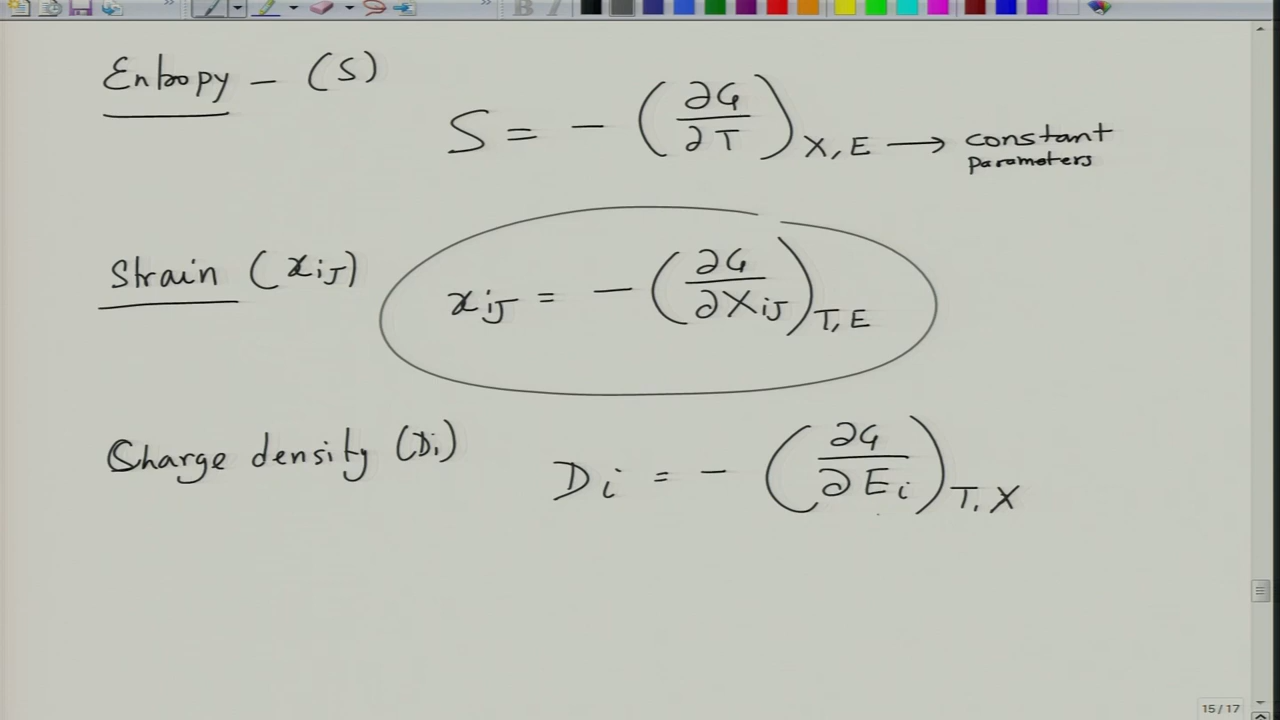 Entropy – (S)
S = – (∂G/∂T)X,E → constant parameters
Strain (xij)
xij = – (∂G/∂Xij)T,E
Charge density (Di)
Di = – (∂G/∂Ei)T,X
15 / 17